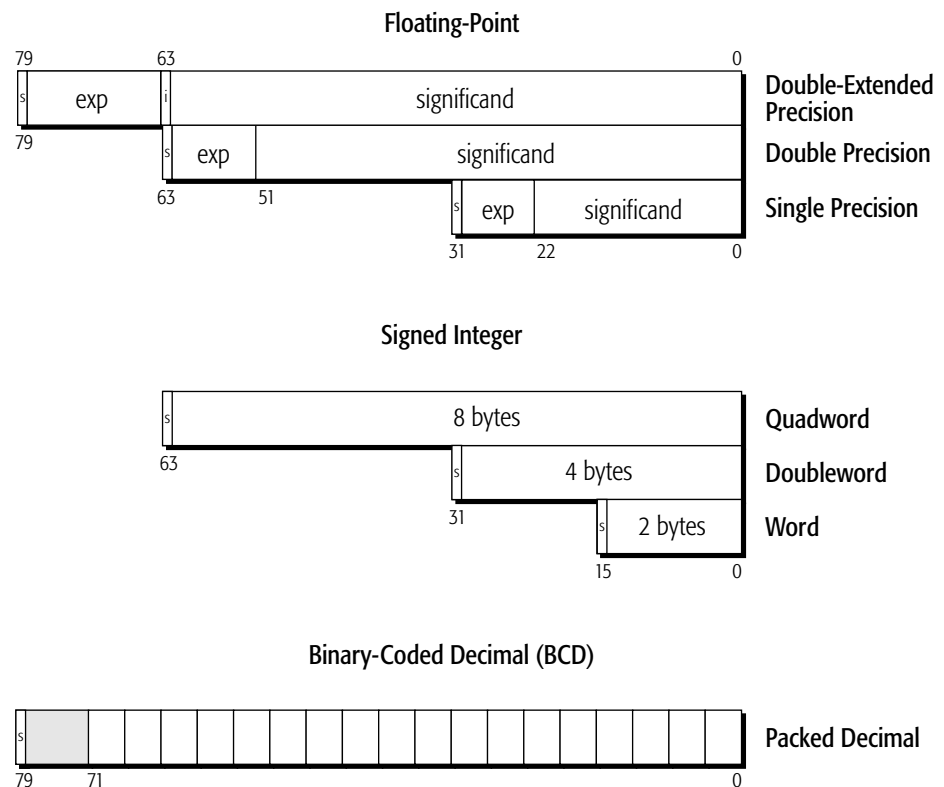 Floating-Point
79 63 0
s exp i significand Double-Extended
Precision
79
s exp significand Double Precision
63 51
s exp significand Single Precision
31 22 0
Signed Integer
s 8 bytes Quadword
63
s 4 bytes Doubleword
31
s 2 bytes Word
15 0
Binary-Coded Decimal (BCD)
s Packed Decimal
79 71 0